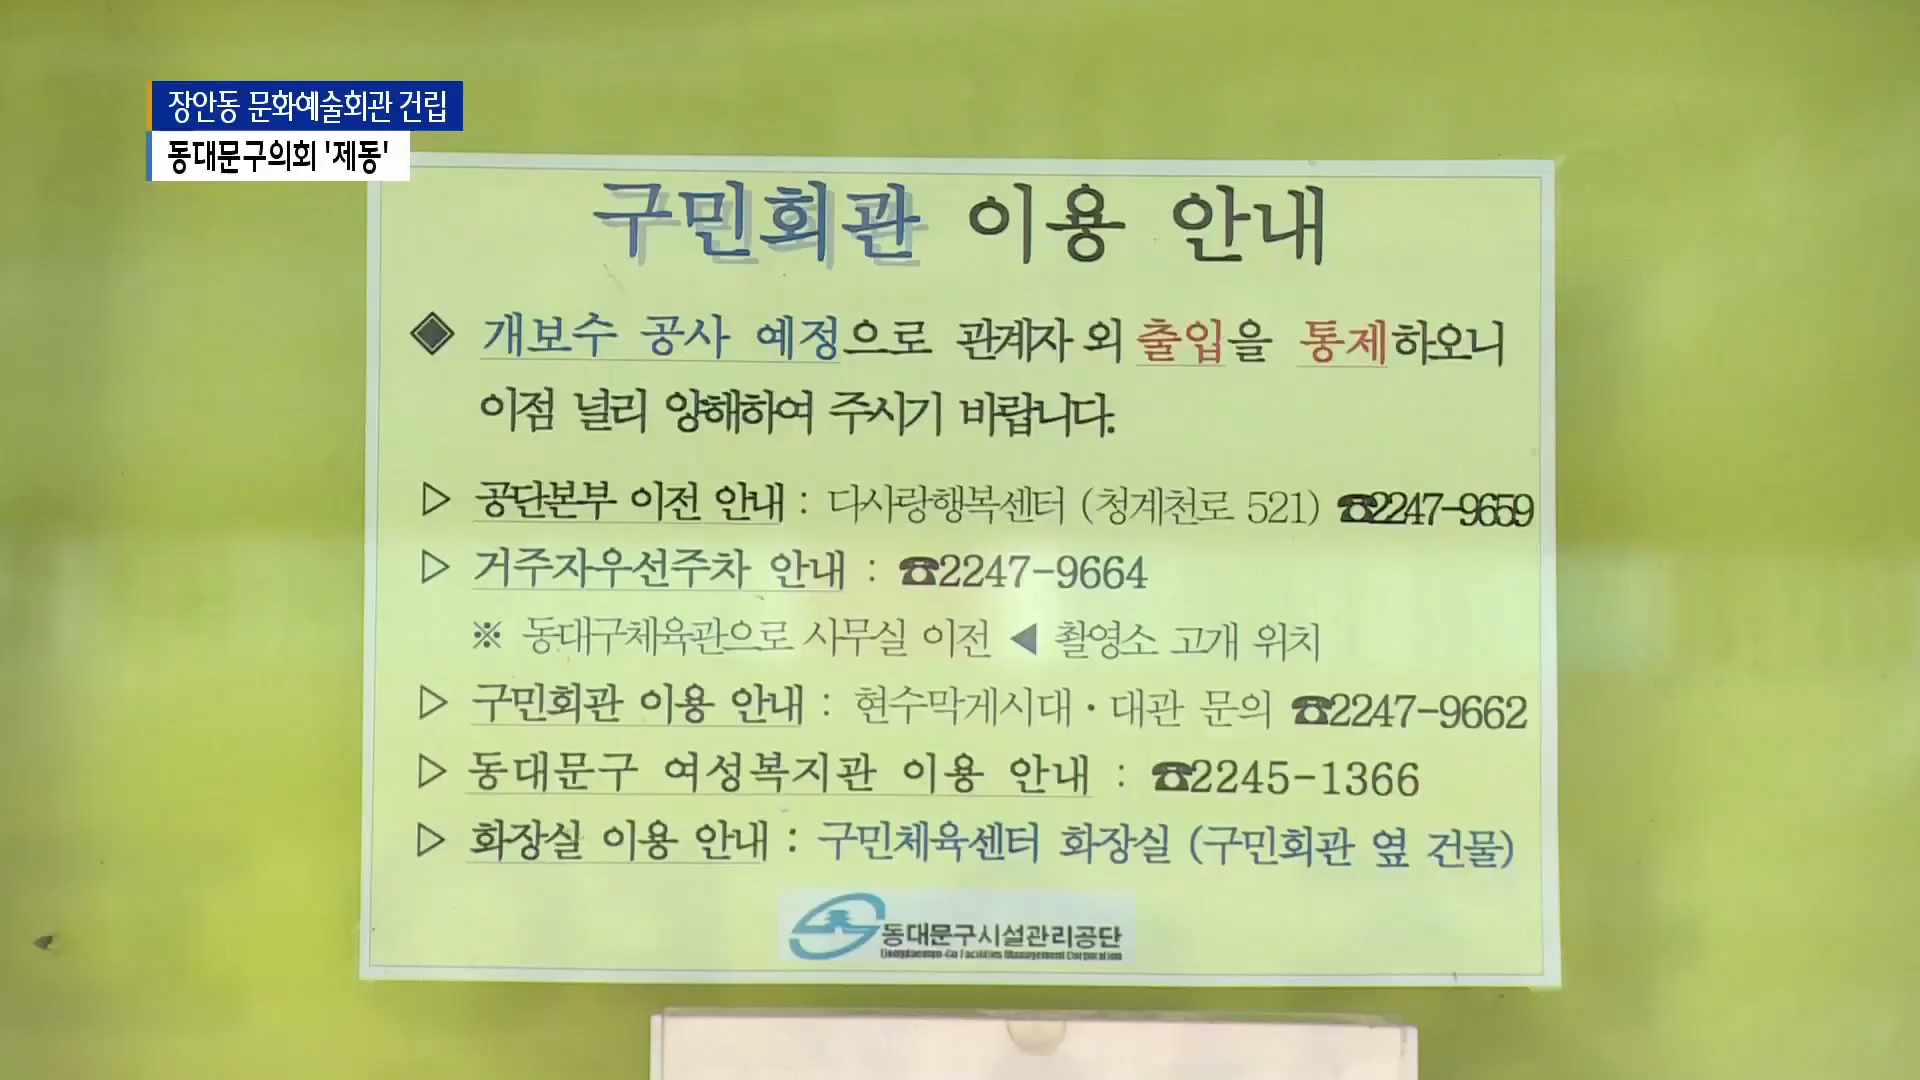 장안동 문화예술회관 건립
동대문구의회 '제동'
구민회관 이용 안내
◈ 개보수 공사 예정으로 관계자 외 출입을 통제하오니
이점 널리 양해하여 주시기 바랍니다.
▷ 공단본부 이전 안내 : 다사랑행복센터 (청계천로 521) ☎2247-9659
▷ 거주자우선주차 안내 : ☎2247-9664
※ 동대구체육관으로 사무실 이전 ◀ 촬영소 고개 위치
▷ 구민회관 이용 안내 : 현수막게시대·대관 문의 ☎2247-9662
▷ 동대문구 여성복지관 이용 안내 : ☎2245-1366
▷ 화장실 이용 안내 : 구민체육센터 화장실 (구민회관 옆 건물)
동대문구시설관리공단
Dongdaemun-Gu Facilities Management Corporation